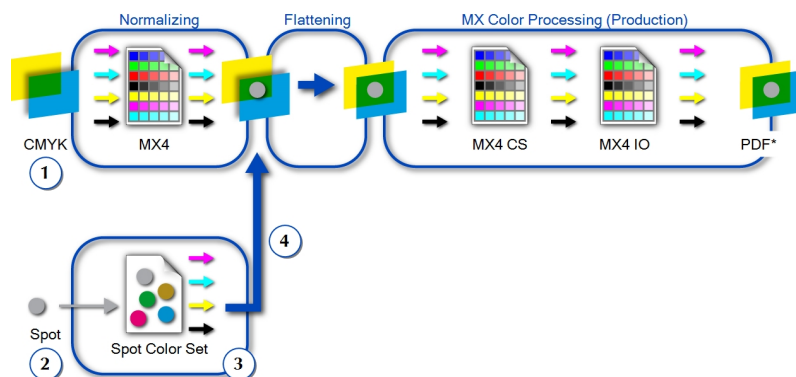 Normalizing
Flattening
MX Color Processing (Production)
CMYK
MX4
MX4 CS
MX4 IO
PDF*
1
4
Spot
Spot Color Set
2
3